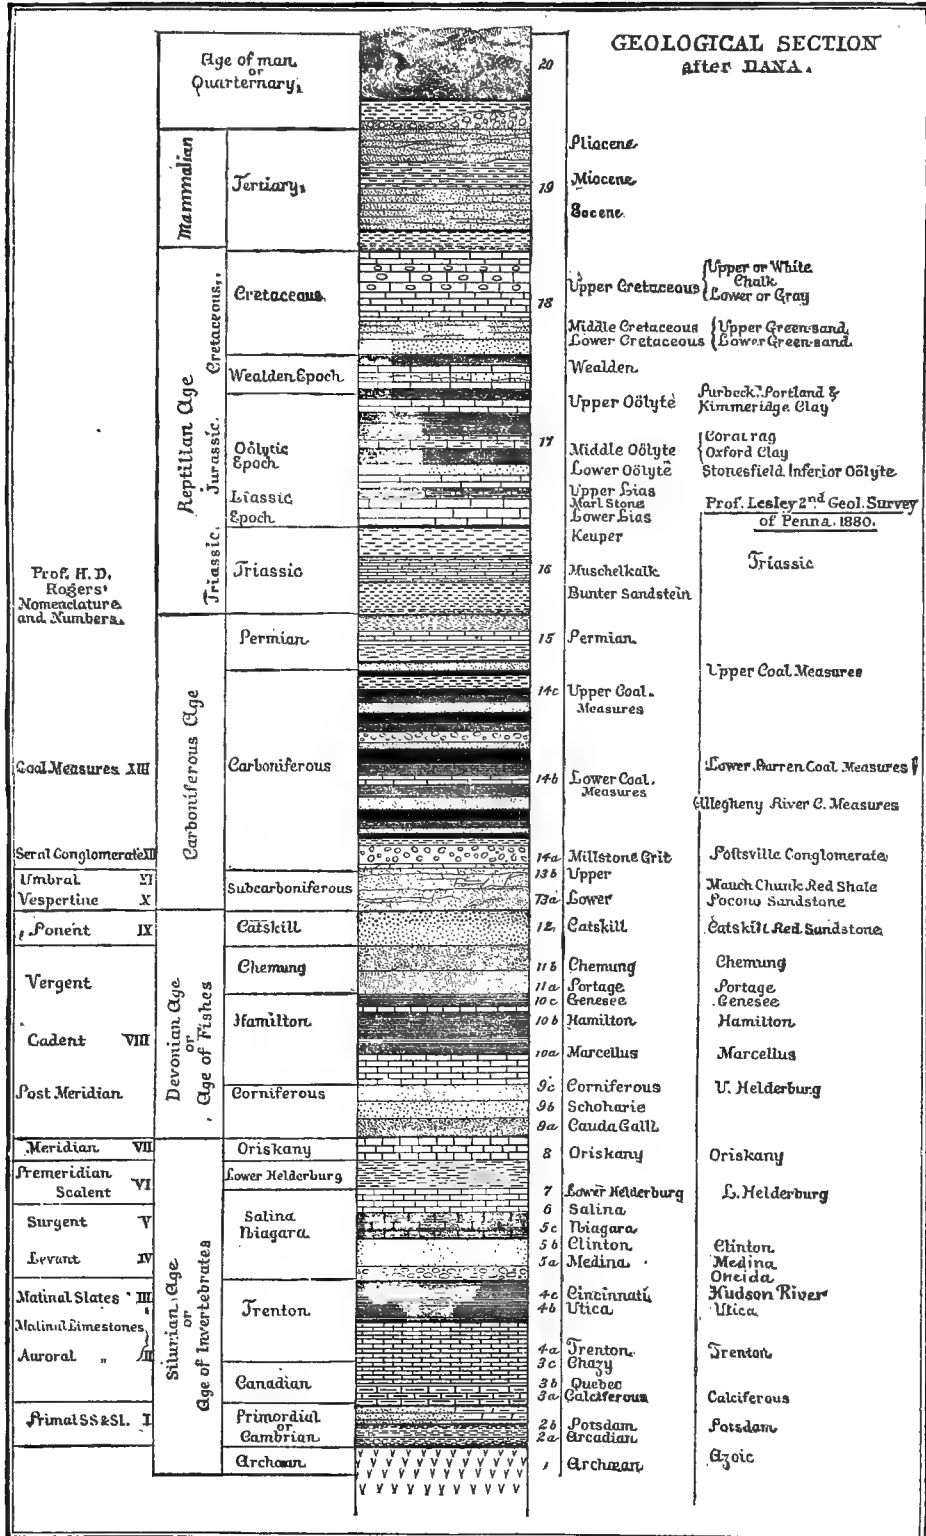 GEOLOGICAL SECTION
after DANA.
Age of man
or
Quarternary.
20
Mammalian
Tertiary.
19
Pliocene
Miocene
Eocene
Reptilian Age
Cretaceous.
Cretaceous.
18
Upper Cretaceous
Upper or White
Chalk
Lower or Gray
Middle Cretaceous
Upper Green-sand
Lower Cretaceous
Lower Green-sand
Wealden Epoch
Wealden
Jurassic.
Upper Oölyte
Purbeck. Portland &
Kimmeridge Clay
17
Oölytic
Epoch
Middle Oölyte
Coral rag
Oxford Clay
Lower Oölyte
Stonesfield Inferior Oölyte
Liassic
Epoch
Upper Lias
Marl Stone
Lower Lias
Prof. Lesley 2nd Geol. Survey
of Penna. 1880.
Triassic.
Triassic
16
Keuper
Muschelkalk
Bunter Sandstein
Triassic
Prof. H. D.
Rogers'
Nomenclature
and Numbers.
Carboniferous Age
Permian
15
Permian
Upper Coal Measures
14c
Upper Coal.
Measures
Coal Measures XIII
Carboniferous
14b
Lower Coal.
Measures
Lower Barren Coal Measures
Allegheny River C. Measures
Seral Conglomerate XII
14a
Millstone Grit
Pottsville Conglomerate
Umbral XI
Subcarboniferous
13b
Upper
Mauch Chunk Red Shale
Vespertine X
13a
Lower
Pocono Sandstone
Devonian Age
or
Age of Fishes
Ponent IX
Catskill
12
Catskill
Catskill Red Sandstone
Vergent
Chemung
11b
Chemung
Chemung
11a
Portage
Portage
10c
Genesee
Genesee
Cadent VIII
Hamilton
10b
Hamilton
Hamilton
10a
Marcellus
Marcellus
Post Meridian
Corniferous
9c
Corniferous
U. Helderburg
9b
Schoharie
9a
Cauda Galli
Silurian Age
or
Age of Invertebrates
Meridian VII
Oriskany
8
Oriskany
Oriskany
Premeridian
Scalent VI
Lower Helderburg
7
Lower Helderburg
L. Helderburg
6
Salina
Surgent V
Salina
Niagara
5c
Niagara
5b
Clinton
Clinton
Levant IV
5a
Medina
Medina
Oneida
Matinal Slates III
Trenton
4c
Cincinnati
Hudson River
4b
Utica
Utica
Matinal Limestones
Auroral " II
4a
Trenton
Trenton
3c
Chazy
Canadian
3b
Quebec
3a
Calciferous
Calciferous
Primal SS & Sl. I
Primordial
or
Cambrian
2b
Potsdam
Potsdam
2a
Arcadian
Archæan
1
Archæan
Azoic